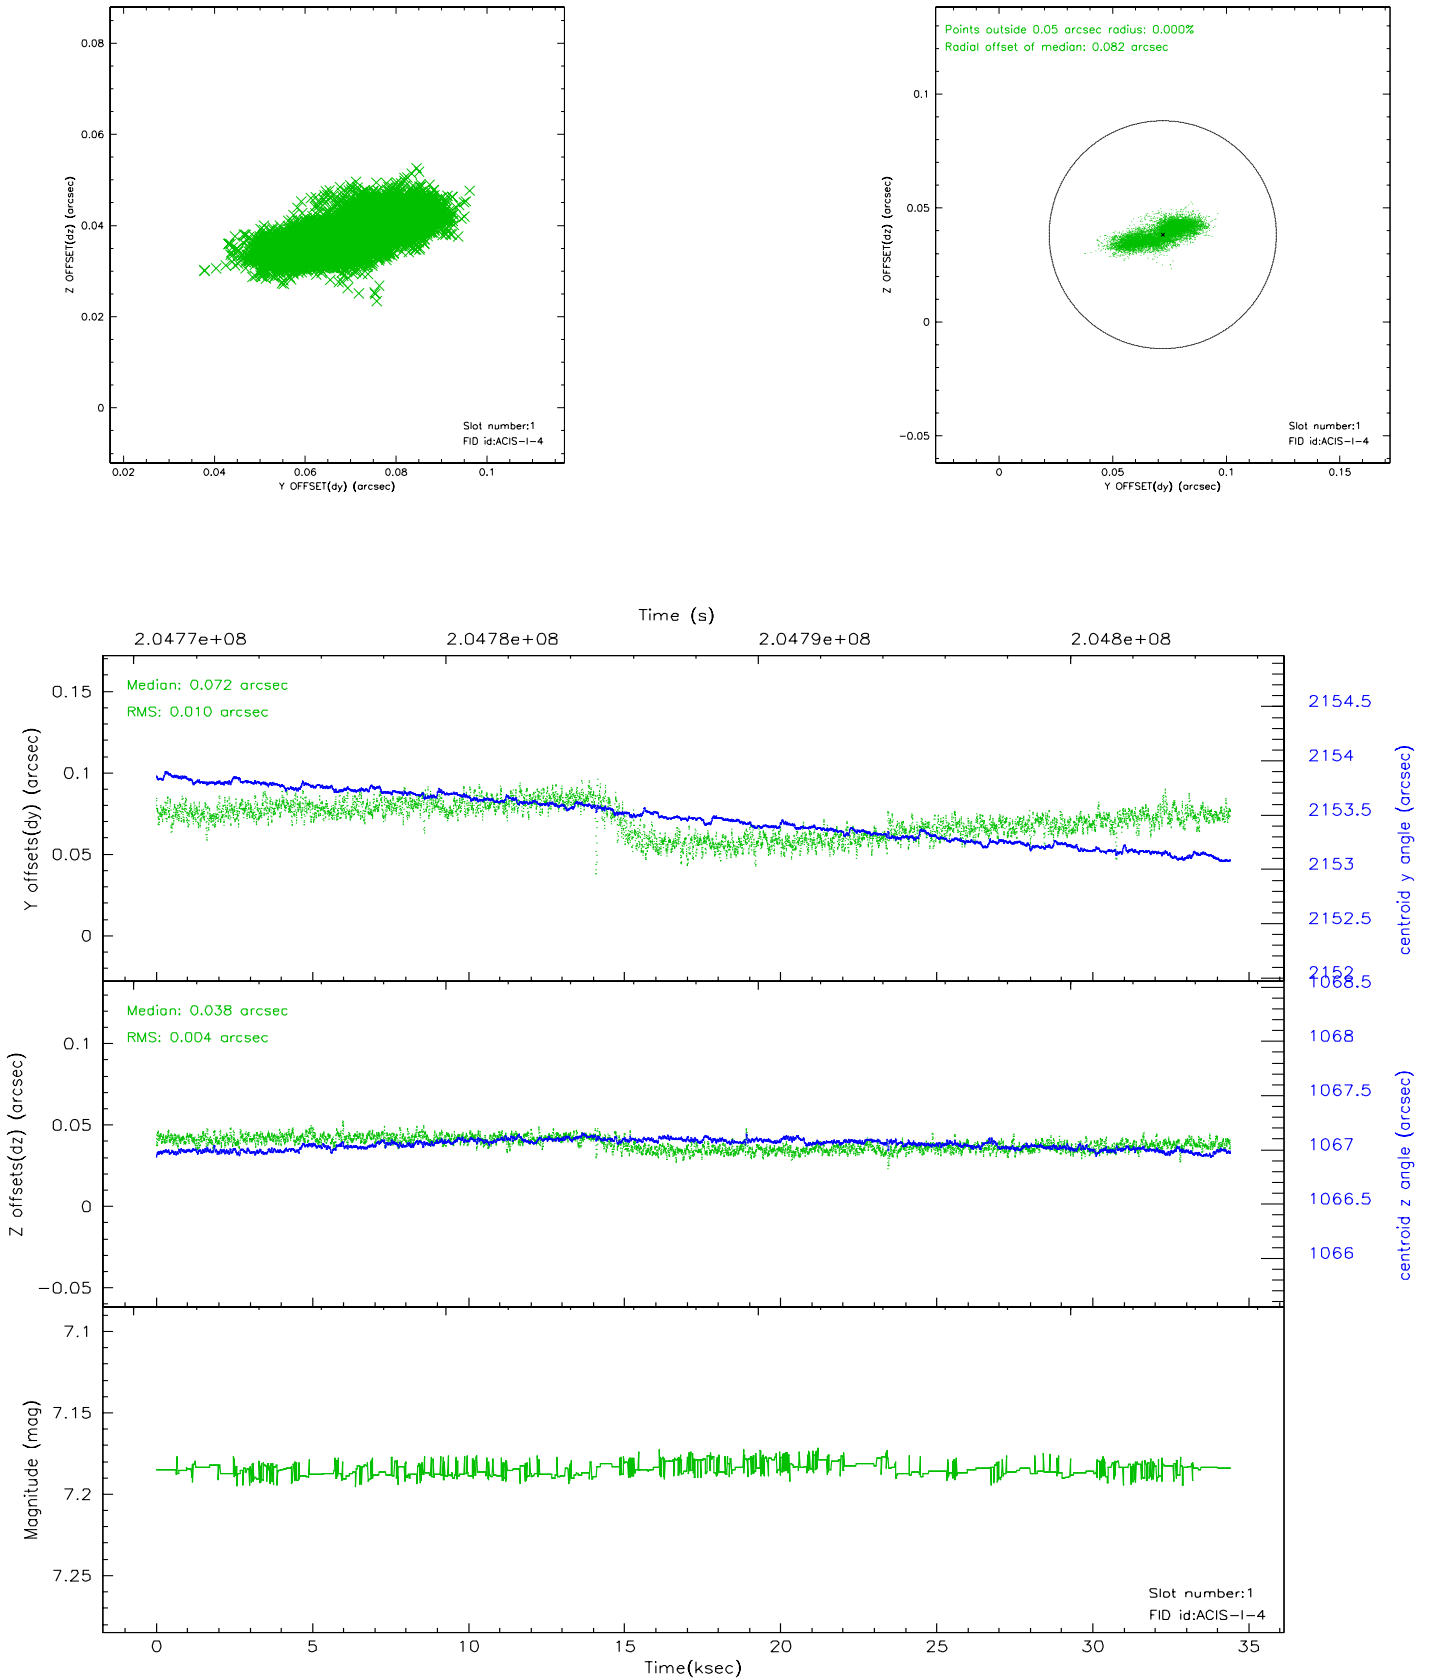 0.08
0.06
0.04
0.02
0
Z OFFSET(dz) (arcsec)
Slot number:1
FID id:ACIS-I-4
0.02 0.04 0.06 0.08 0.1
Y OFFSET(dy) (arcsec)
Points outside 0.05 arcsec radius: 0.000%
Radial offset of median: 0.082 arcsec
0.1
0.05
0
-0.05
Z OFFSET(dz) (arcsec)
Slot number:1
FID id:ACIS-I-4
0 0.05 0.1 0.15
Y OFFSET(dy) (arcsec)
Time (s)
2.0477e+08 2.0478e+08 2.0479e+08 2.048e+08
Median: 0.072 arcsec
RMS: 0.010 arcsec
0.15
0.1
0.05
0
Y offsets(dy) (arcsec)
2154.5
2154
2153.5
2153
2152.5
2152
centroid y angle (arcsec)
Median: 0.038 arcsec
RMS: 0.004 arcsec
0.1
0.05
0
-0.05
Z offsets(dz) (arcsec)
1068.5
1068
1067.5
1067
1066.5
1066
centroid z angle (arcsec)
7.1
7.15
7.2
7.25
Magnitude (mag)
Slot number:1
FID id:ACIS-I-4
0 5 10 15 20 25 30 35
Time(ksec)